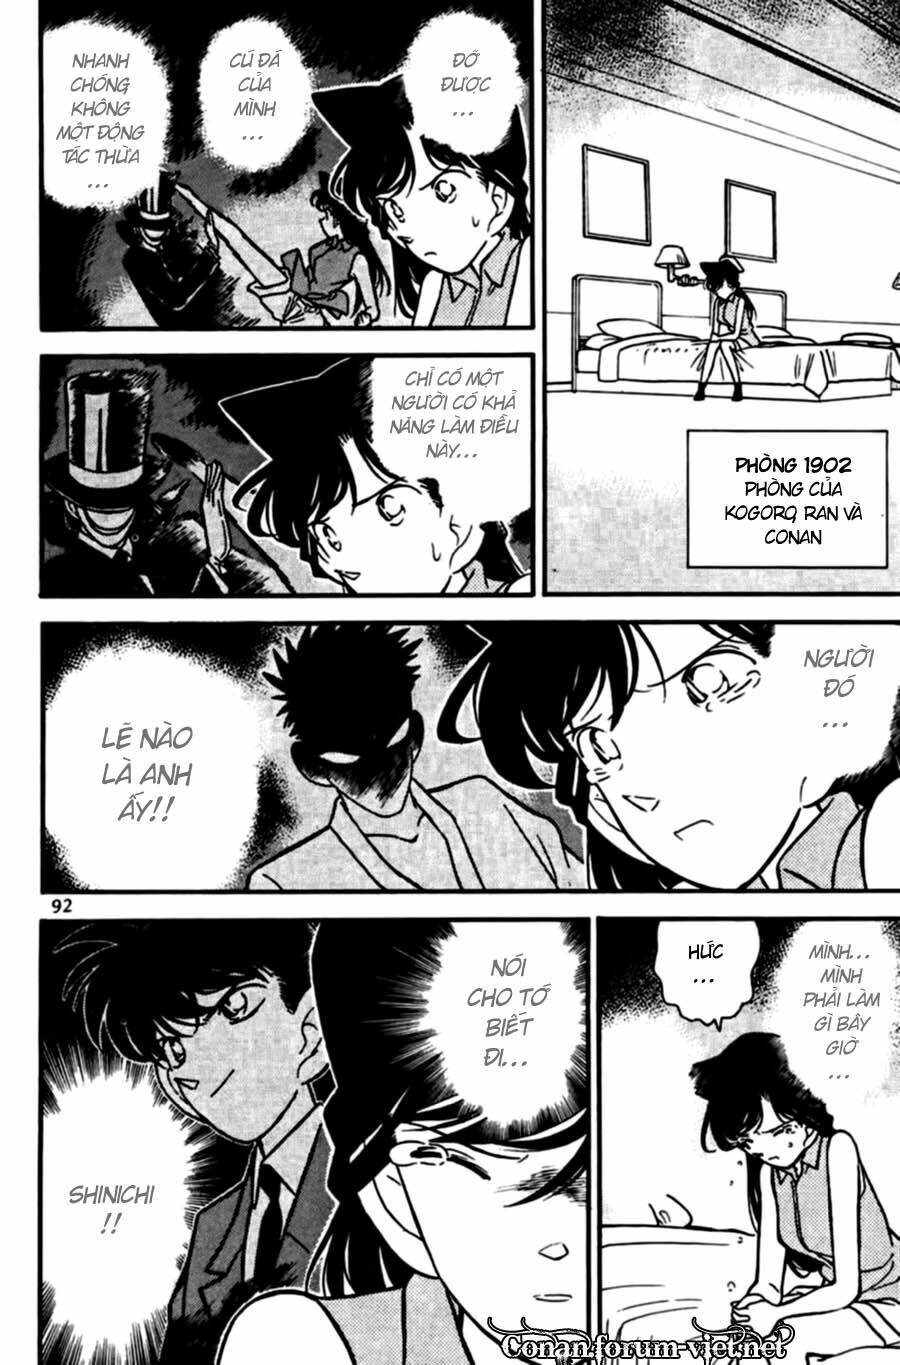 PHÒNG 1902
PHÒNG CỦA
KOGORO, RAN VÀ
CONAN
ĐỠ
ĐƯỢC
...
CÚ ĐÁ
CỦA
MÌNH
...
NHANH
CHÓNG
KHÔNG
MỘT ĐỘNG
TÁC THỪA
...
CHỈ CÓ MỘT
NGƯỜI CÓ KHẢ
NĂNG LÀM ĐIỀU
NÀY...
NGƯỜI
ĐÓ
...
LẼ NÀO
LÀ ANH
ẤY!!
92
MÌNH...
MÌNH
PHẢI LÀM
GÌ BÂY
GIỜ
...
HỨC
...
NÓI
CHO TỚ
BIẾT
ĐI...
SHINICHI
!!
Conan.forum-viet.net